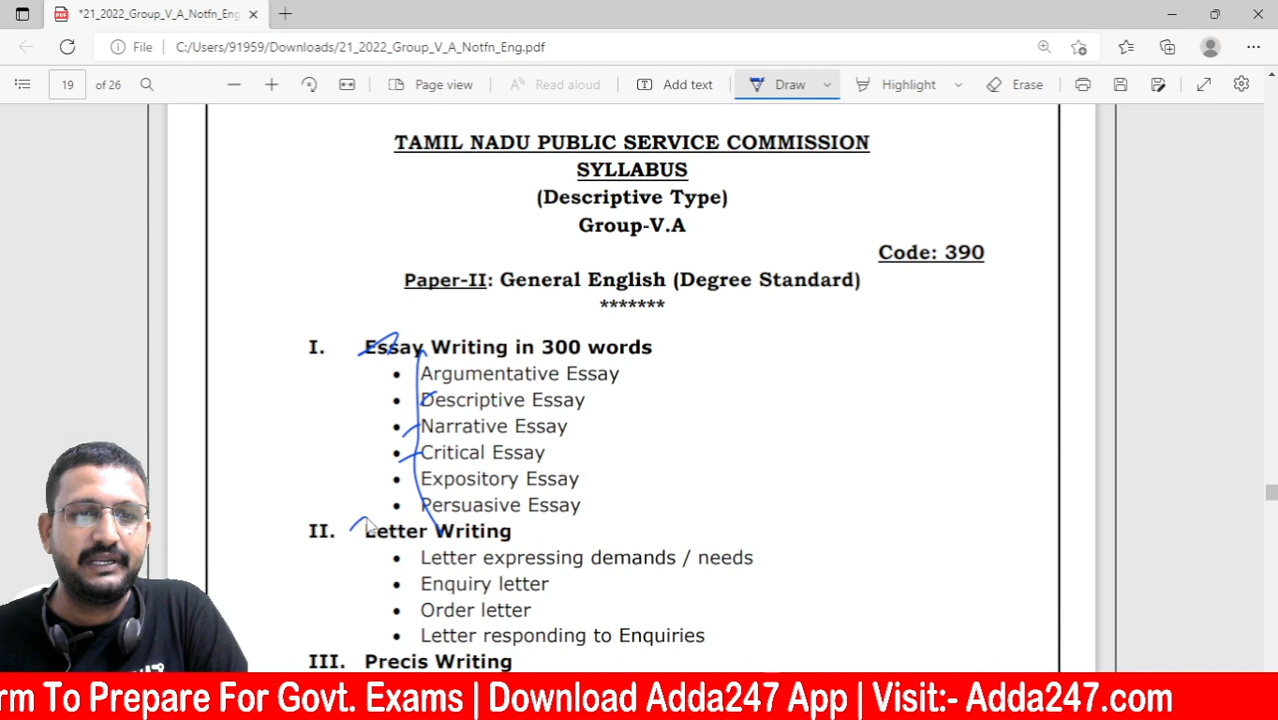 *21_2022_Group_V_A_Notfn_Eng
File C:/Users/91959/Downloads/21_2022_Group_V_A_Notfn_Eng.pdf
19 of 26 Page view Read aloud Add text Draw Highlight Erase
TAMIL NADU PUBLIC SERVICE COMMISSION
SYLLABUS
(Descriptive Type)
Group-V.A
Code: 390
Paper-II: General English (Degree Standard)
*******
I. Essay Writing in 300 words
• Argumentative Essay
• Descriptive Essay
• Narrative Essay
• Critical Essay
• Expository Essay
• Persuasive Essay
II. Letter Writing
• Letter expressing demands / needs
• Enquiry letter
• Order letter
• Letter responding to Enquiries
III. Precis Writing
rm To Prepare For Govt. Exams | Download Adda247 App | Visit:- Adda247.com